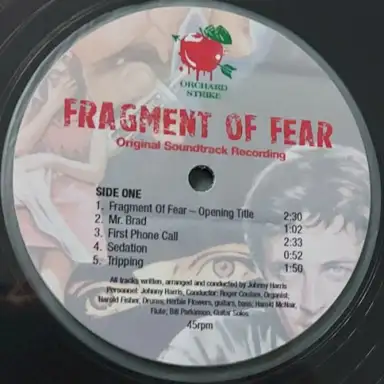 ORCHARD
STRIKE
FRAGMENT OF FEAR
Original Soundtrack Recording
SIDE ONE
1. Fragment Of Fear – Opening Title 2:30
2. Mr. Brad 1:02
3. First Phone Call 2:33
4. Sedation 0:52
5. Tripping 1:50
All tracks written, arranged and conducted by Johnny Harris
Personnel: Johnny Harris, Conductor; Roger Coulam, Organist;
Harold Fisher, Drums; Herbie Flowers, guitars, bass; Harold McNair,
Flute; Bill Parkinson, Guitar Solos
45rpm